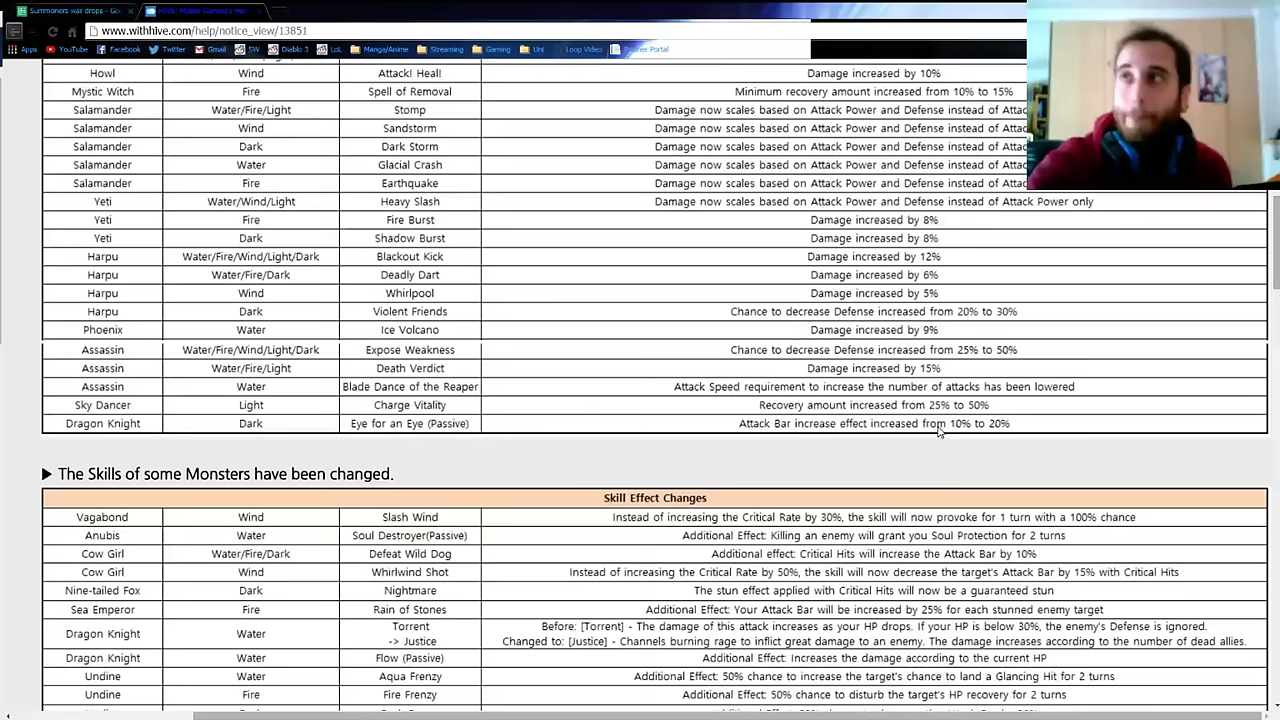 Summoners war drops - Goo
HIVE: Mobile Gaming's He
www.withhive.com/help/notice_view/13851
Apps YouTube Facebook Twitter Gmail SW Diablo 3 LoL Manga/Anime Streaming Gaming Uni Loop Video Partner Portal
Howl Wind Attack! Heal! Damage increased by 10%
Mystic Witch Fire Spell of Removal Minimum recovery amount increased from 10% to 15%
Salamander Water/Fire/Light Stomp Damage now scales based on Attack Power and Defense instead of Attac
Salamander Wind Sandstorm Damage now scales based on Attack Power and Defense instead of Attac
Salamander Dark Dark Storm Damage now scales based on Attack Power and Defense instead of Attac
Salamander Water Glacial Crash Damage now scales based on Attack Power and Defense instead of Attac
Salamander Fire Earthquake Damage now scales based on Attack Power and Defense instead of Attac
Yeti Water/Wind/Light Heavy Slash Damage now scales based on Attack Power and Defense instead of Attack Power only
Yeti Fire Fire Burst Damage increased by 8%
Yeti Dark Shadow Burst Damage increased by 8%
Harpu Water/Fire/Wind/Light/Dark Blackout Kick Damage increased by 12%
Harpu Water/Fire/Dark Deadly Dart Damage increased by 6%
Harpu Wind Whirlpool Damage increased by 5%
Harpu Dark Violent Friends Chance to decrease Defense increased from 20% to 30%
Phoenix Water Ice Volcano Damage increased by 9%
Assassin Water/Fire/Wind/Light/Dark Expose Weakness Chance to decrease Defense increased from 25% to 50%
Assassin Water/Fire/Light Death Verdict Damage increased by 15%
Assassin Water Blade Dance of the Reaper Attack Speed requirement to increase the number of attacks has been lowered
Sky Dancer Light Charge Vitality Recovery amount increased from 25% to 50%
Dragon Knight Dark Eye for an Eye (Passive) Attack Bar increase effect increased from 10% to 20%
▶ The Skills of some Monsters have been changed.
Skill Effect Changes
Vagabond Wind Slash Wind Instead of increasing the Critical Rate by 30%, the skill will now provoke for 1 turn with a 100% chance
Anubis Water Soul Destroyer(Passive) Additional Effect: Killing an enemy will grant you Soul Protection for 2 turns
Cow Girl Water/Fire/Dark Defeat Wild Dog Additional effect: Critical Hits will increase the Attack Bar by 10%
Cow Girl Wind Whirlwind Shot Instead of increasing the Critical Rate by 50%, the skill will now decrease the target's Attack Bar by 15% with Critical Hits
Nine-tailed Fox Dark Nightmare The stun effect applied with Critical Hits will now be a guaranteed stun
Sea Emperor Fire Rain of Stones Additional Effect: Your Attack Bar will be increased by 25% for each stunned enemy target
Dragon Knight Water Torrent Before: [Torrent] - The damage of this attack increases as your HP drops. If your HP is below 30%, the enemy's Defense is ignored.
-> Justice Changed to: [Justice] - Channels burning rage to inflict great damage to an enemy. The damage increases according to the number of dead allies.
Dragon Knight Water Flow (Passive) Additional Effect: Increases the damage according to the current HP
Undine Water Aqua Frenzy Additional Effect: 50% chance to increase the target's chance to land a Glancing Hit for 2 turns
Undine Fire Fire Frenzy Additional Effect: 50% chance to disturb the target's HP recovery for 2 turns